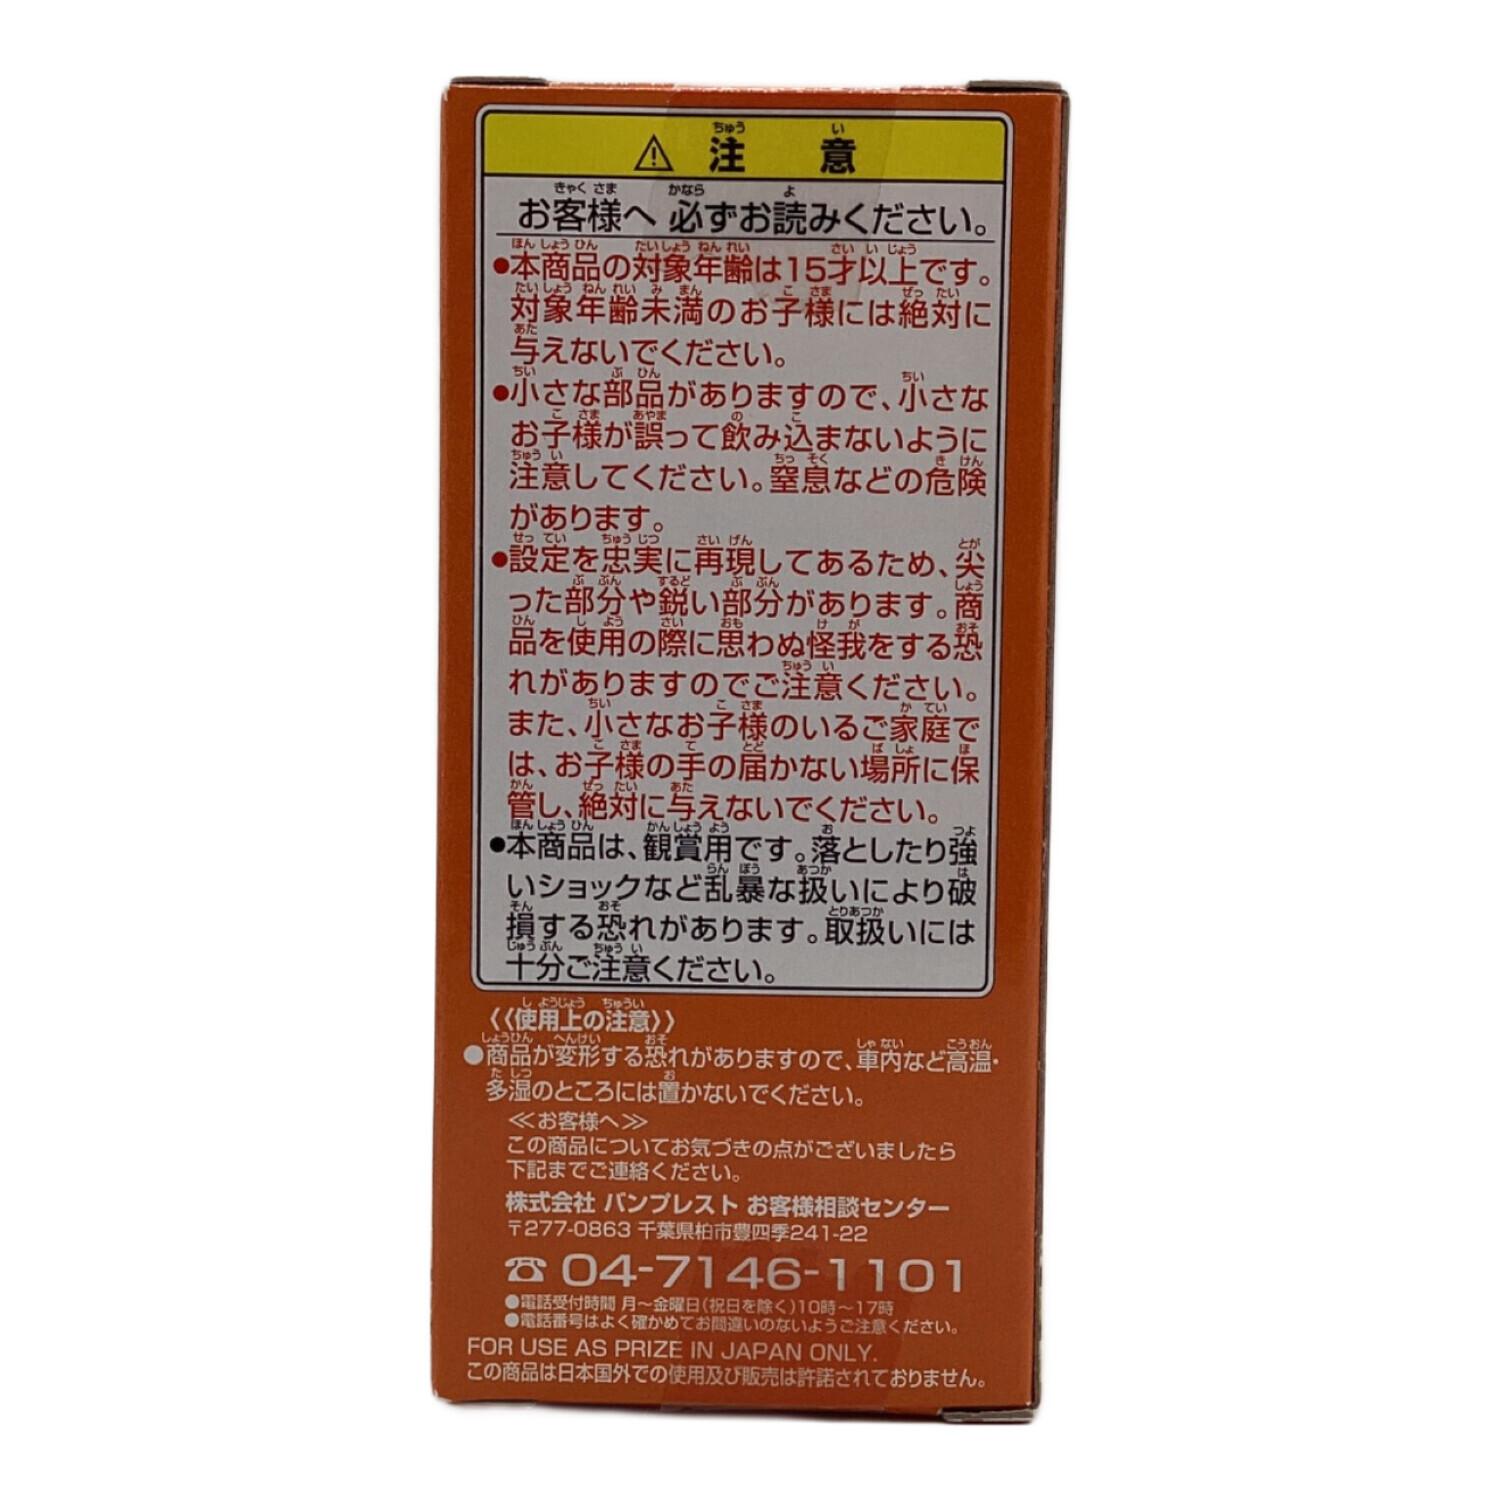 ⚠ 注意
お客様へ 必ずお読みください。
●本商品の対象年齢は15才以上です。
対象年齢未満のお子様には絶対に
与えないでください。
●小さな部品がありますので、小さな
お子様が誤って飲み込まないように
注意してください。窒息などの危険
があります。
●設定を忠実に再現してあるため、尖
った部分や鋭い部分があります。商
品を使用の際に思わぬ怪我をする恐
れがありますのでご注意ください。
また、小さなお子様のいるご家庭で
は、お子様の手の届かない場所に保
管し、絶対に与えないでください。
●本商品は、観賞用です。落としたり強
いショックなど乱暴な扱いにより破
損する恐れがあります。取扱いには
十分ご注意ください。
《使用上の注意》
●商品が変形する恐れがありますので、車内など高温・
多湿のところには置かないでください。
≪お客様へ≫
この商品についてお気づきの点がございましたら
下記までご連絡ください。
株式会社 バンプレスト お客様相談センター
〒277-0863 千葉県柏市豊四季241-22
☎ 04-7146-1101
●電話受付時間 月〜金曜日(祝日を除く)10時〜17時
●電話番号はよく確かめてお間違いのないようご注意ください。
FOR USE AS PRIZE IN JAPAN ONLY.
この商品は日本国外での使用及び販売は許諾されておりません。